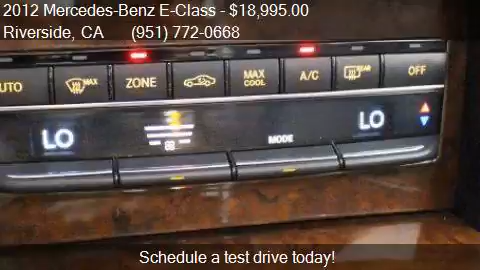 2012 Mercedes-Benz E-Class - $18,995.00
Riverside, CA (951) 772-0668
AUTO MAX ZONE MAX COOL A/C REAR OFF
LO MODE LO
Schedule a test drive today!